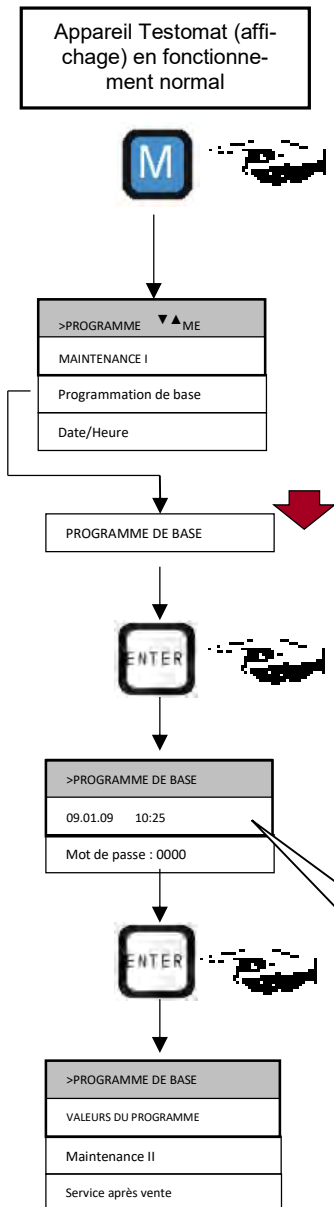 Appareil Testomat (affi-
chage) en fonctionne-
ment normal
M
>PROGRAMME ▼▲ME
MAINTENANCE I
Programmation de base
Date/Heure
PROGRAMME DE BASE
ENTER
>PROGRAMME DE BASE
09.01.09 10:25
Mot de passe : 0000
ENTER
>PROGRAMME DE BASE
VALEURS DU PROGRAMME
Maintenance II
Service après vente